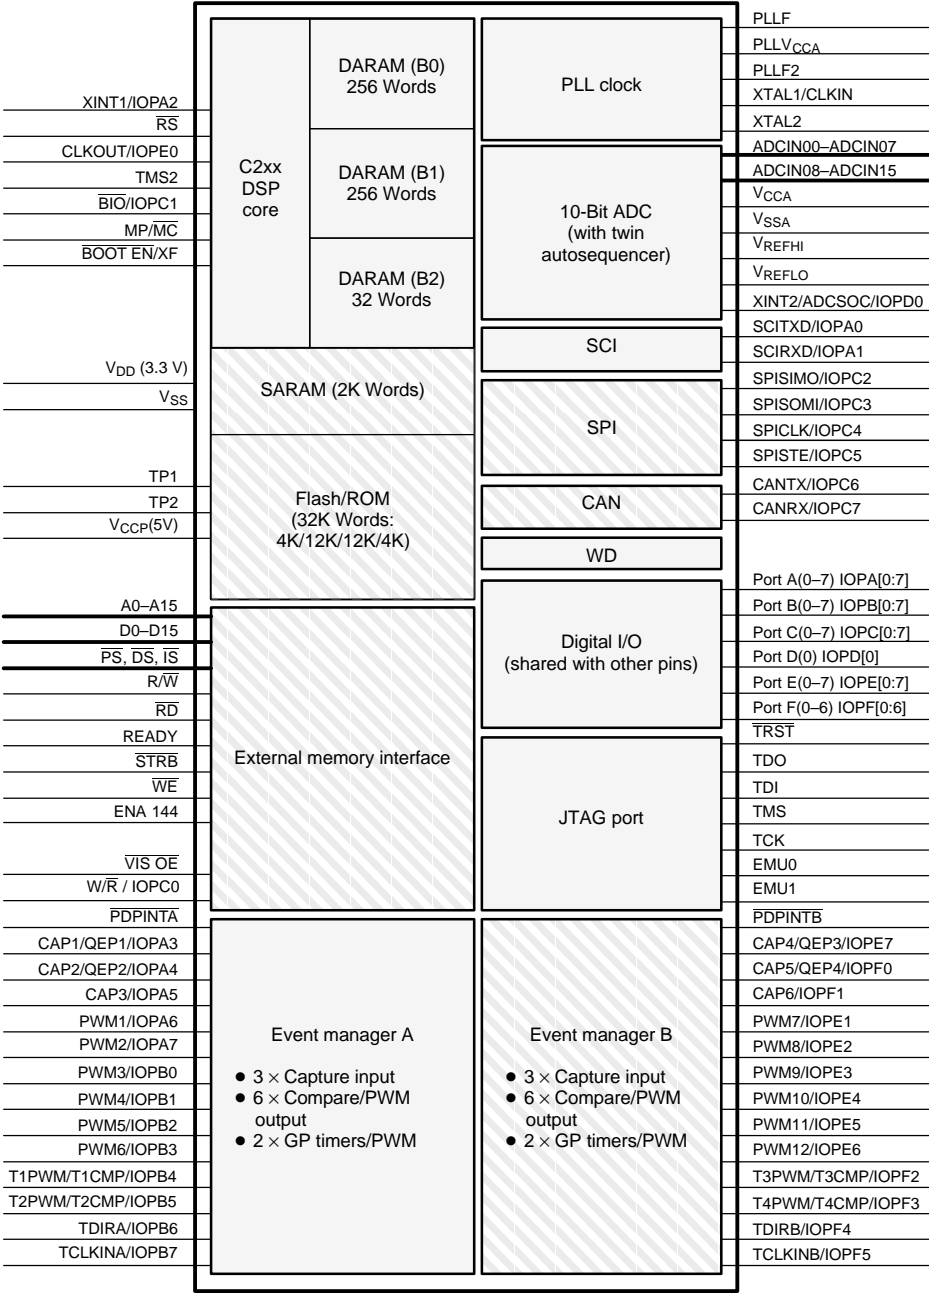 XINT1/IOPA2
RS
CLKOUT/IOPE0
TMS2
BIO/IOPC1
MP/MC
BOOT EN/XF
VDD (3.3 V)
VSS
TP1
TP2
VCCP(5V)
A0–A15
D0–D15
PS, DS, IS
R/W
RD
READY
STRB
WE
ENA 144
VIS OE
W/R / IOPC0
PDPINTA
CAP1/QEP1/IOPA3
CAP2/QEP2/IOPA4
CAP3/IOPA5
PWM1/IOPA6
PWM2/IOPA7
PWM3/IOPB0
PWM4/IOPB1
PWM5/IOPB2
PWM6/IOPB3
T1PWM/T1CMP/IOPB4
T2PWM/T2CMP/IOPB5
TDIRA/IOPB6
TCLKINA/IOPB7
C2xx
DSP
core
DARAM (B0)
256 Words
DARAM (B1)
256 Words
DARAM (B2)
32 Words
SARAM (2K Words)
Flash/ROM
(32K Words:
4K/12K/12K/4K)
External memory interface
Event manager A
● 3 × Capture input
● 6 × Compare/PWM
output
● 2 × GP timers/PWM
PLL clock
10-Bit ADC
(with twin
autosequencer)
SCI
SPI
CAN
WD
Digital I/O
(shared with other pins)
JTAG port
Event manager B
● 3 × Capture input
● 6 × Compare/PWM
output
● 2 × GP timers/PWM
PLLF
PLLVCCA
PLLF2
XTAL1/CLKIN
XTAL2
ADCIN00–ADCIN07
ADCIN08–ADCIN15
VCCA
VSSA
VREFHI
VREFLO
XINT2/ADCSOC/IOPD0
SCITXD/IOPA0
SCIRXD/IOPA1
SPISIMO/IOPC2
SPISOMI/IOPC3
SPICLK/IOPC4
SPISTE/IOPC5
CANTX/IOPC6
CANRX/IOPC7
Port A(0–7) IOPA[0:7]
Port B(0–7) IOPB[0:7]
Port C(0–7) IOPC[0:7]
Port D(0) IOPD[0]
Port E(0–7) IOPE[0:7]
Port F(0–6) IOPF[0:6]
TRST
TDO
TDI
TMS
TCK
EMU0
EMU1
PDPINTB
CAP4/QEP3/IOPE7
CAP5/QEP4/IOPF0
CAP6/IOPF1
PWM7/IOPE1
PWM8/IOPE2
PWM9/IOPE3
PWM10/IOPE4
PWM11/IOPE5
PWM12/IOPE6
T3PWM/T3CMP/IOPF2
T4PWM/T4CMP/IOPF3
TDIRB/IOPF4
TCLKINB/IOPF5